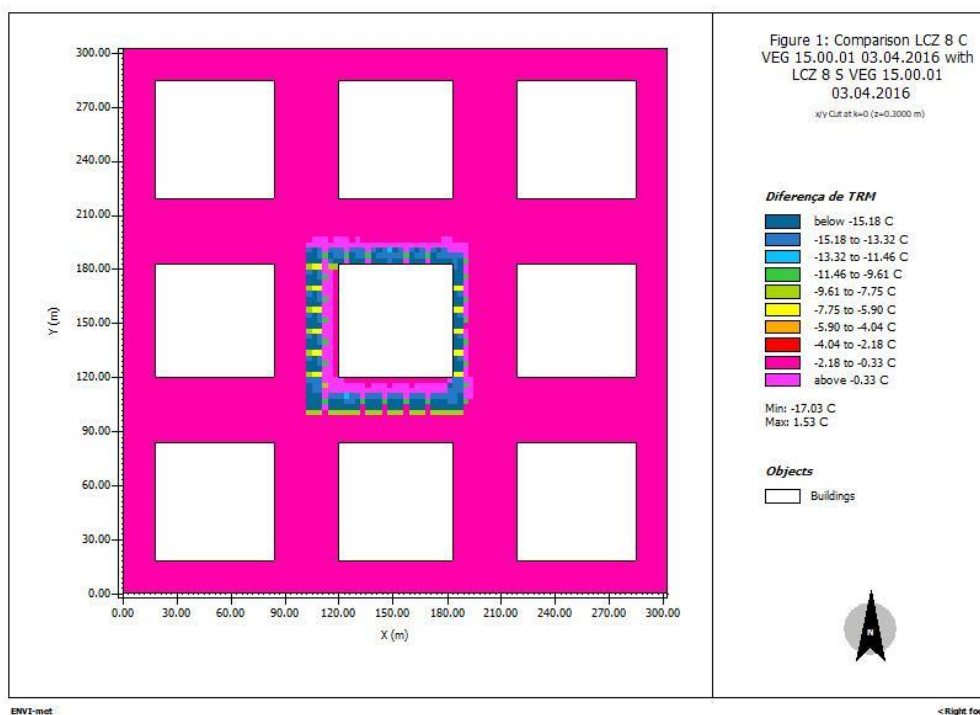 Figure 1: Comparison LCZ 8 C
VEG 15.00.01 03.04.2016 with
LCZ 8 S VEG 15.00.01
03.04.2016
x/y Cut at k=0 (z=0.3000 m)
300.00
270.00
240.00
210.00
180.00
150.00
120.00
90.00
60.00
30.00
0.00
Y (m)
0.00 30.00 60.00 90.00 120.00 150.00 180.00 210.00 240.00 270.00 300.00
X (m)
Diferença de TRM
below -15.18 C
-15.18 to -13.32 C
-13.32 to -11.46 C
-11.46 to -9.61 C
-9.61 to -7.75 C
-7.75 to -5.90 C
-5.90 to -4.04 C
-4.04 to -2.18 C
-2.18 to -0.33 C
above -0.33 C
Min: -17.03 C
Max: 1.53 C
Objects
Buildings
N
ENVI-met
<Right foo